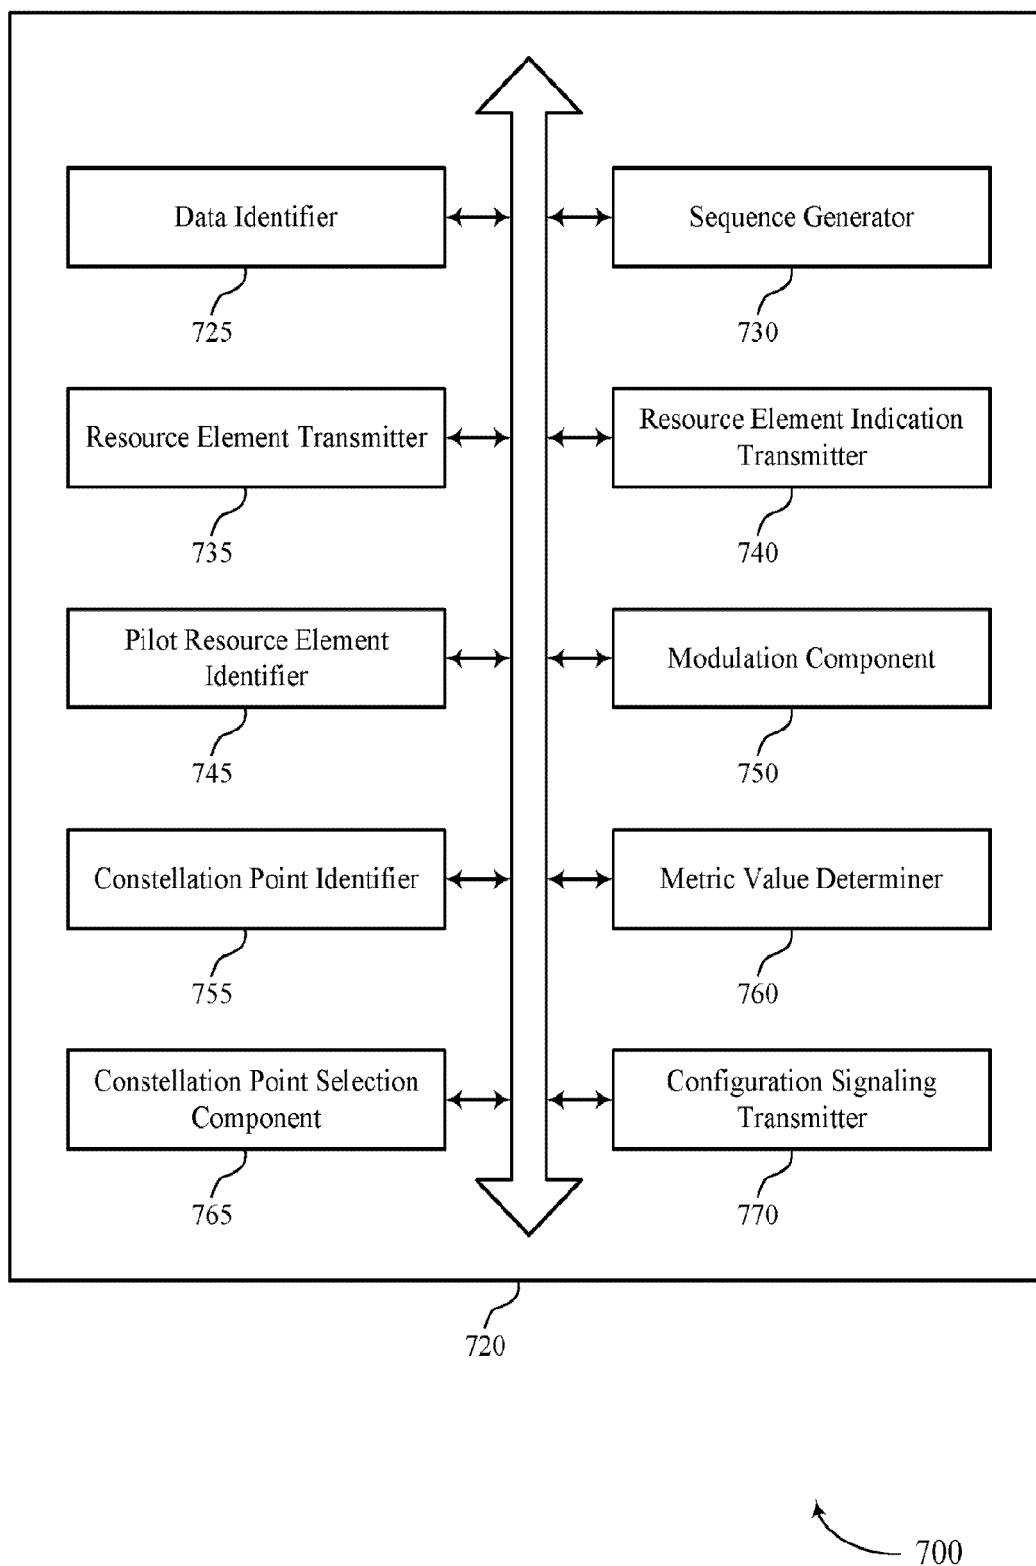 Data Identifier
725
Sequence Generator
730
Resource Element Transmitter
735
Resource Element Indication
Transmitter
740
Pilot Resource Element
Identifier
745
Modulation Component
750
Constellation Point Identifier
755
Metric Value Determiner
760
Constellation Point Selection
Component
765
Configuration Signaling
Transmitter
770
720
700